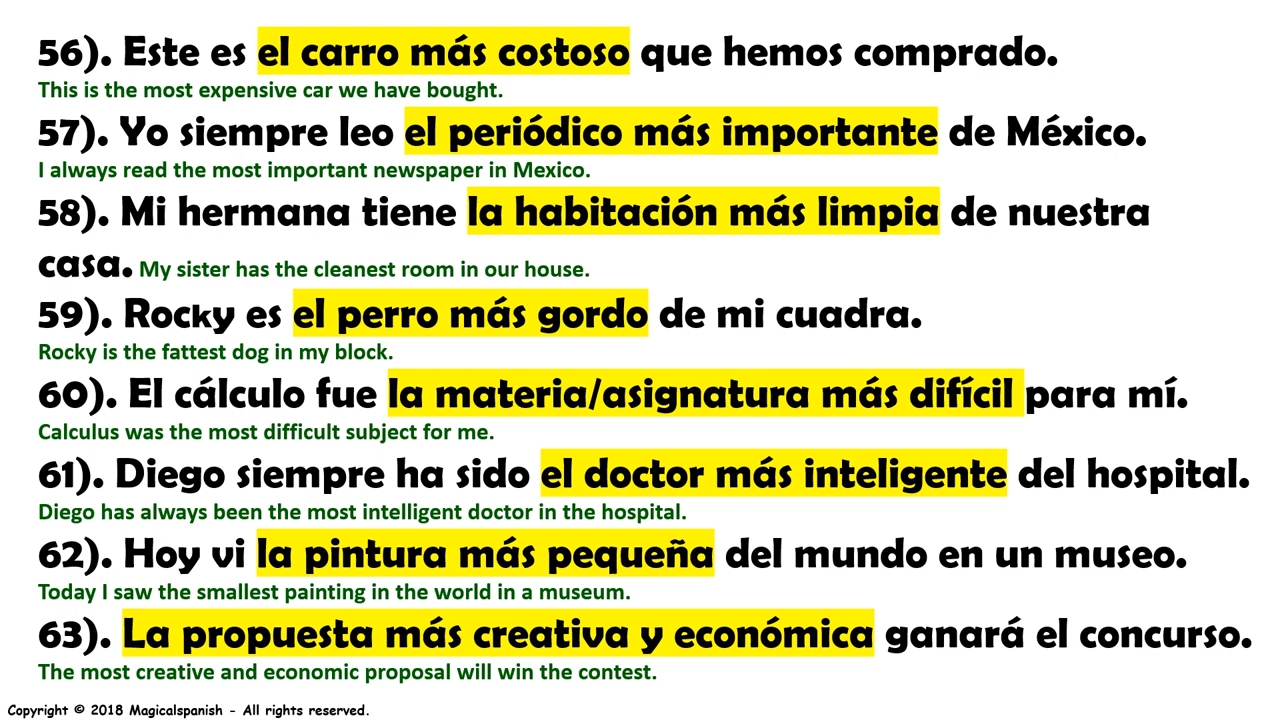 56). Este es el carro más costoso que hemos comprado.
This is the most expensive car we have bought.
57). Yo siempre leo el periódico más importante de México.
I always read the most important newspaper in Mexico.
58). Mi hermana tiene la habitación más limpia de nuestra
casa. My sister has the cleanest room in our house.
59). Rocky es el perro más gordo de mi cuadra.
Rocky is the fattest dog in my block.
60). El cálculo fue la materia/asignatura más difícil para mí.
Calculus was the most difficult subject for me.
61). Diego siempre ha sido el doctor más inteligente del hospital.
Diego has always been the most intelligent doctor in the hospital.
62). Hoy vi la pintura más pequeña del mundo en un museo.
Today I saw the smallest painting in the world in a museum.
63). La propuesta más creativa y económica ganará el concurso.
The most creative and economic proposal will win the contest.
Copyright © 2018 Magicalspanish - All rights reserved.